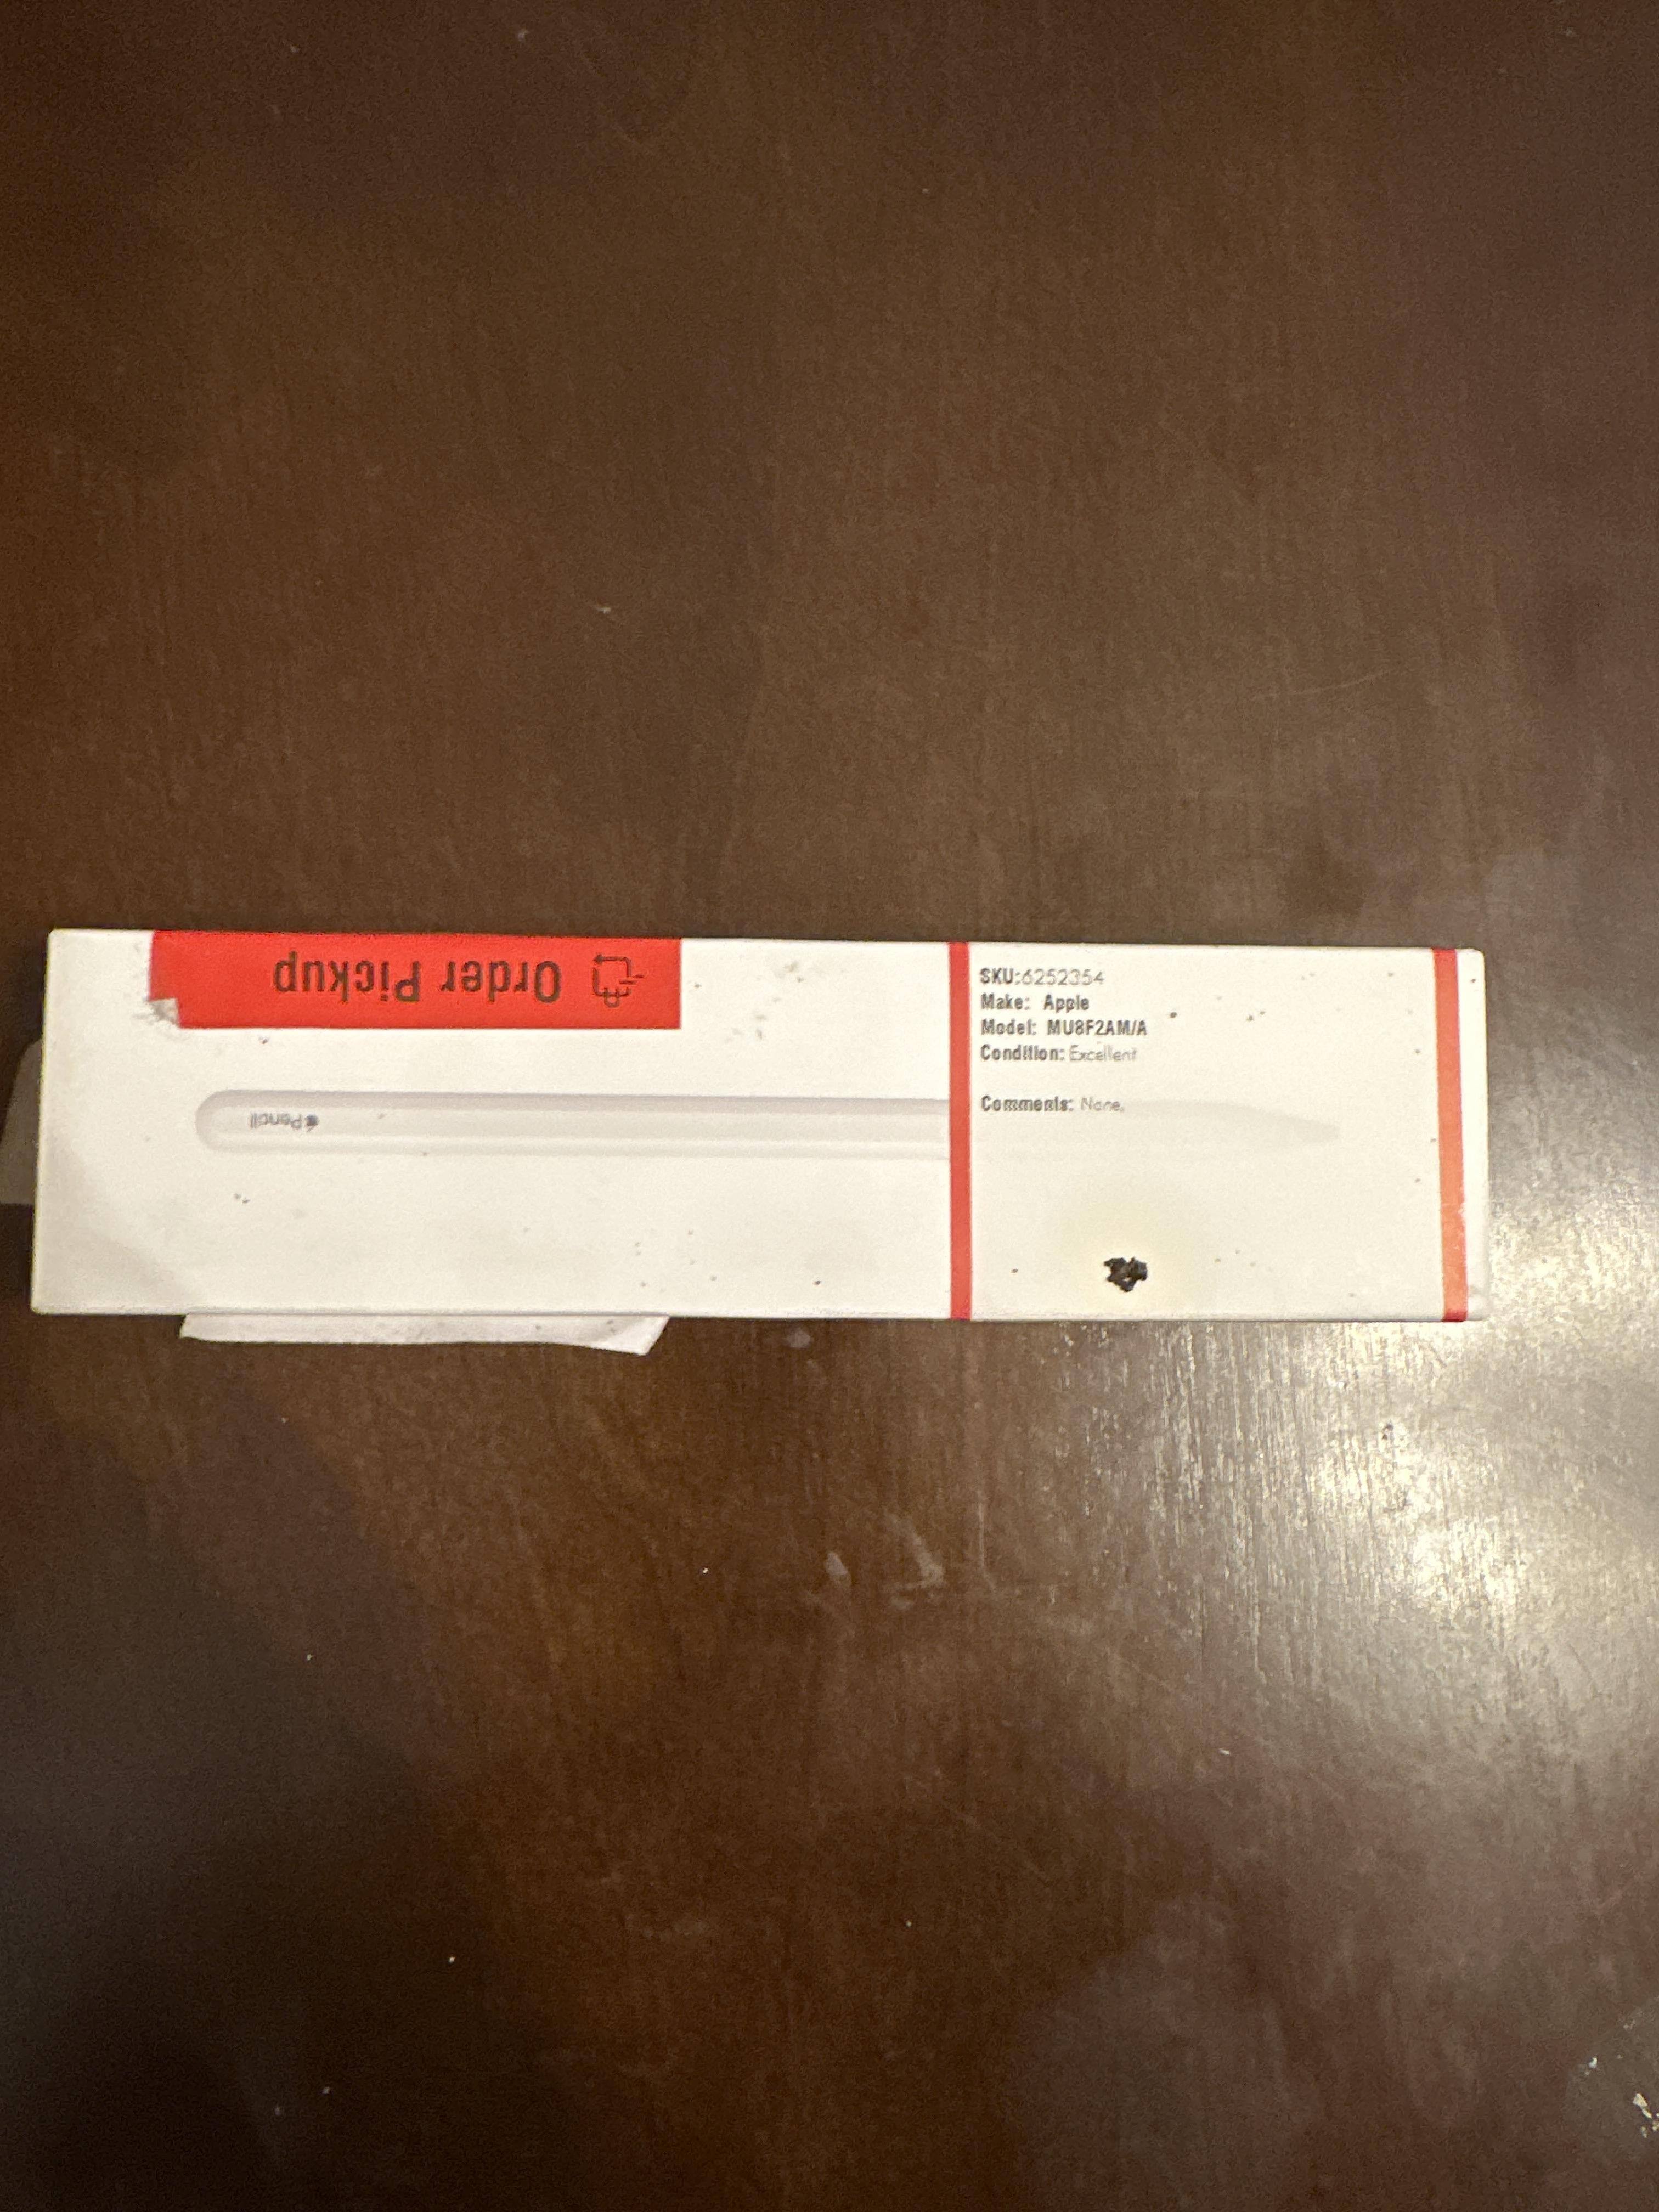 Order Pickup
Pencil
SKU:6252354
Make: Apple
Model: MU8F2AM/A
Condition: Excellent
Comments: None.